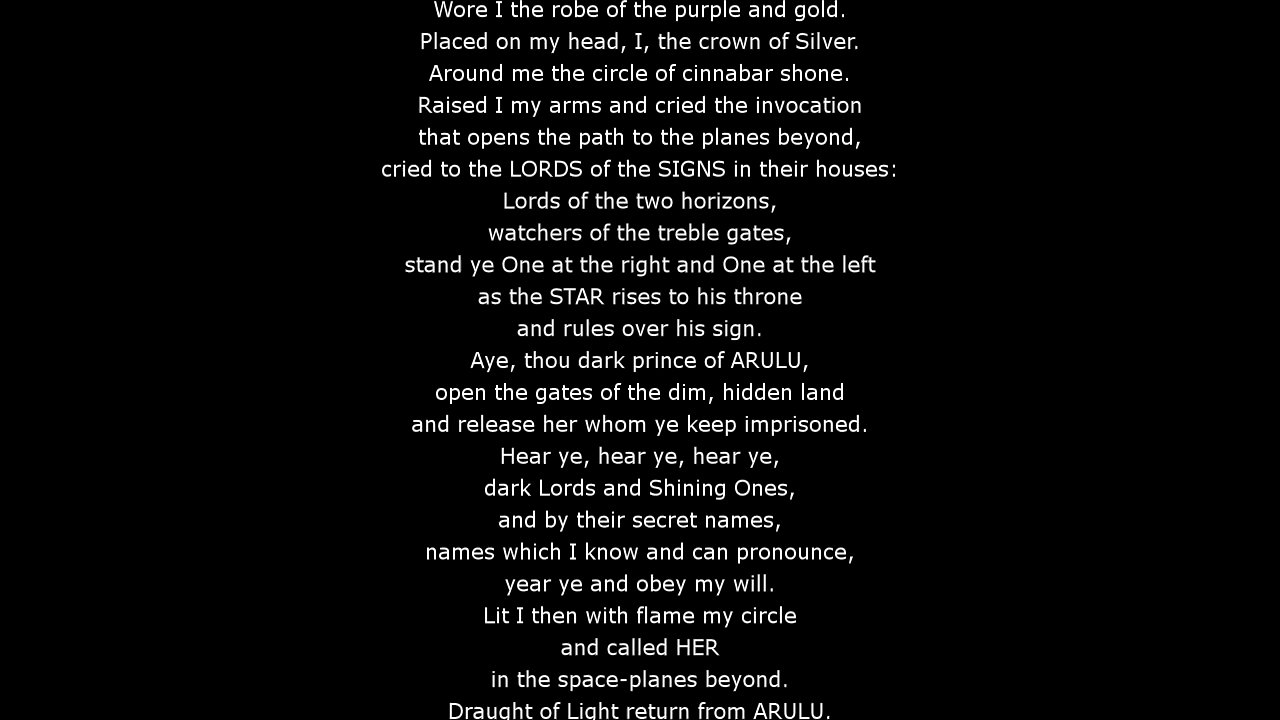 Wore I the robe of the purple and gold.
Placed on my head, I, the crown of Silver.
Around me the circle of cinnabar shone.
Raised I my arms and cried the invocation
that opens the path to the planes beyond,
cried to the LORDS of the SIGNS in their houses:
Lords of the two horizons,
watchers of the treble gates,
stand ye One at the right and One at the left
as the STAR rises to his throne
and rules over his sign.
Aye, thou dark prince of ARULU,
open the gates of the dim, hidden land
and release her whom ye keep imprisoned.
Hear ye, hear ye, hear ye,
dark Lords and Shining Ones,
and by their secret names,
names which I know and can pronounce,
year ye and obey my will.
Lit I then with flame my circle
and called HER
in the space-planes beyond.
Draught of Light return from ARULU.